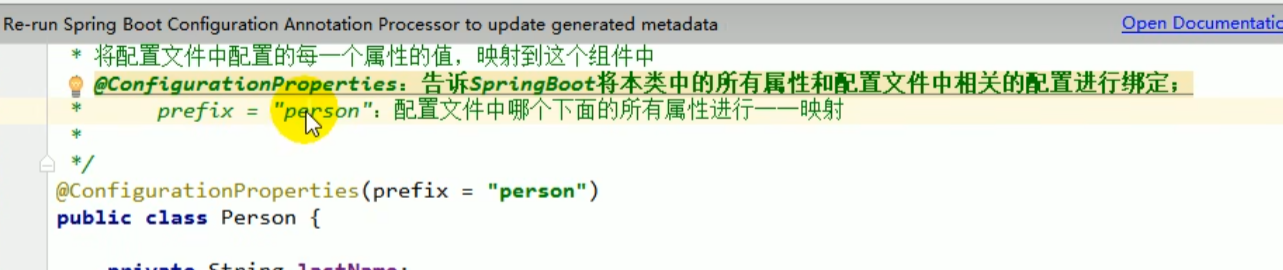 Re-run Spring Boot Configuration Annotation Processor to update generated metadata Open Documentatic
* 将配置文件中配置的每一个属性的值，映射到这个组件中
@ConfigurationProperties：告诉SpringBoot将本类中的所有属性和配置文件中相关的配置进行绑定；
* prefix = "person"：配置文件中哪个下面的所有属性进行一一映射
*
*/
@ConfigurationProperties(prefix = "person")
public class Person {
private String lastName;